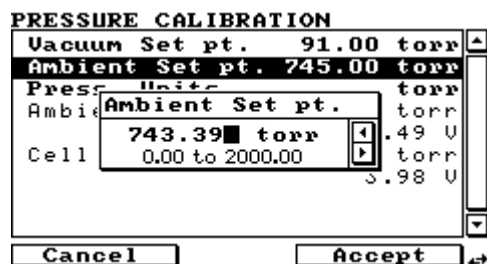 PRESSURE CALIBRATION
Vacuum Set pt. 91.00 torr
Ambient Set pt. 745.00 torr
Press Units torr
Ambie torr
Ambient Set pt.
743.39 torr
.49 V
0.00 to 2000.00
Cell torr
.98 V
Cancel Accept